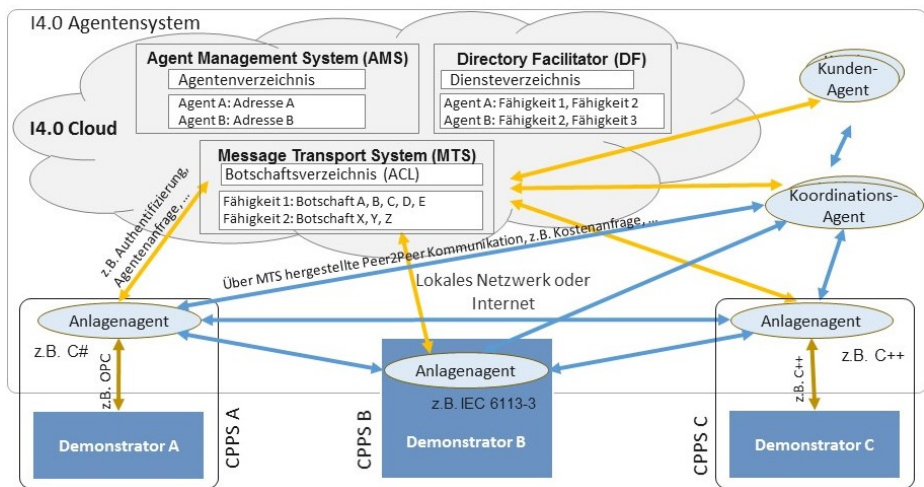 I4.0 Agentensystem
Agent Management System (AMS)
Agentenverzeichnis
Agent A: Adresse A
Agent B: Adresse B
Directory Facilitator (DF)
Diensteverzeichnis
Agent A: Fähigkeit 1, Fähigkeit 2
Agent B: Fähigkeit 2, Fähigkeit 3
Kunden-
Agent
I4.0 Cloud
Message Transport System (MTS)
Botschaftsverzeichnis (ACL)
Fähigkeit 1: Botschaft A, B, C, D, E
Fähigkeit 2: Botschaft X, Y, Z
Koordinations-
Agent
z.B. Authentifizierung,
Agentenanfrage, ...
Über MTS hergestellte Peer2Peer Kommunikation, z.B. Kostenanfrage, ...
Lokales Netzwerk oder
Internet
Anlagenagent
z.B. C#
z.B. OPC
Demonstrator A
CPPS A
Anlagenagent
z.B. IEC 6113-3
Demonstrator B
CPPS B
Anlagenagent
z.B. C++
z.B. C++
Demonstrator C
CPPS C